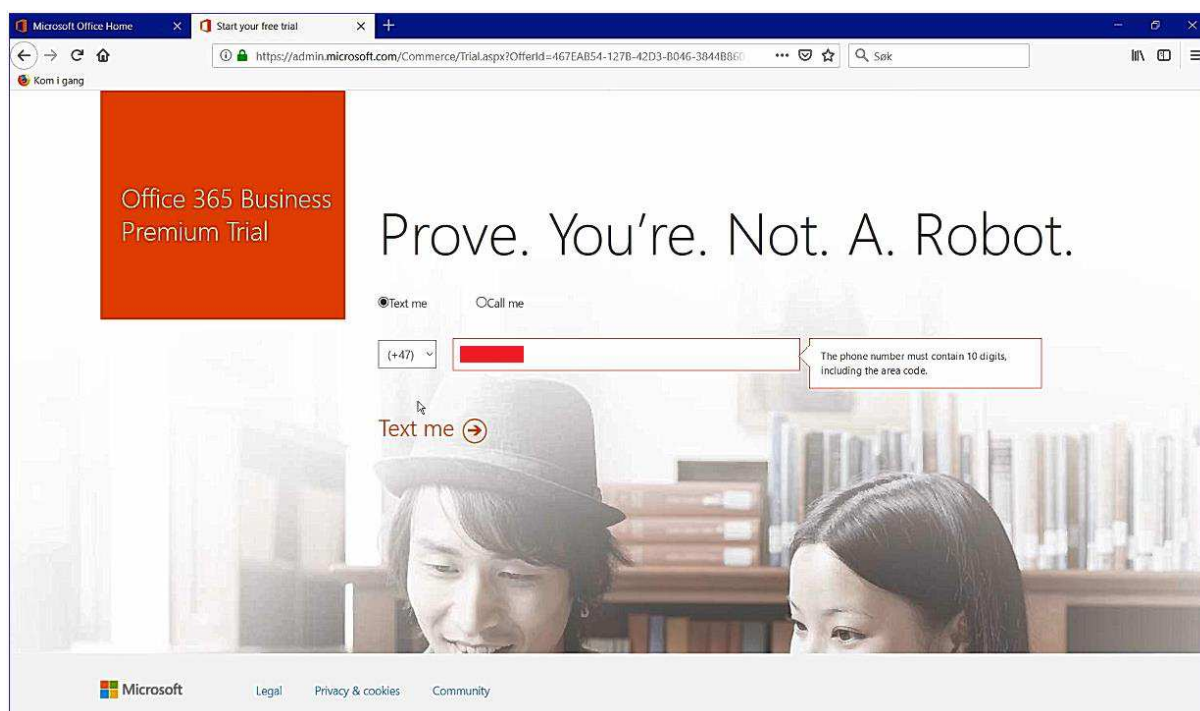 Microsoft Office Home
Start your free trial
https://admin.microsoft.com/Commerce/Trial.aspx?OfferId=467EAB54-127B-42D3-B046-3844B860
Søk
Kom i gang
Office 365 Business
Premium Trial
Prove. You're. Not. A. Robot.
Text me
Call me
(+47)
The phone number must contain 10 digits,
including the area code.
Text me
Microsoft
Legal
Privacy & cookies
Community